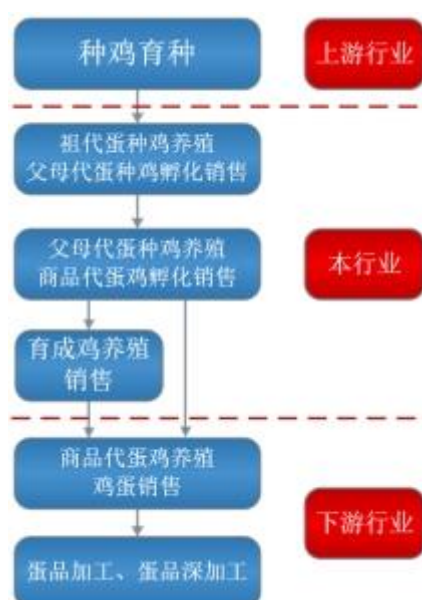 种鸡育种
上游行业
祖代蛋种鸡养殖
父母代蛋种鸡孵化销售
父母代蛋种鸡养殖
商品代蛋鸡孵化销售
本行业
育成鸡养殖
销售
商品代蛋鸡养殖
鸡蛋销售
下游行业
蛋品加工、蛋品深加工